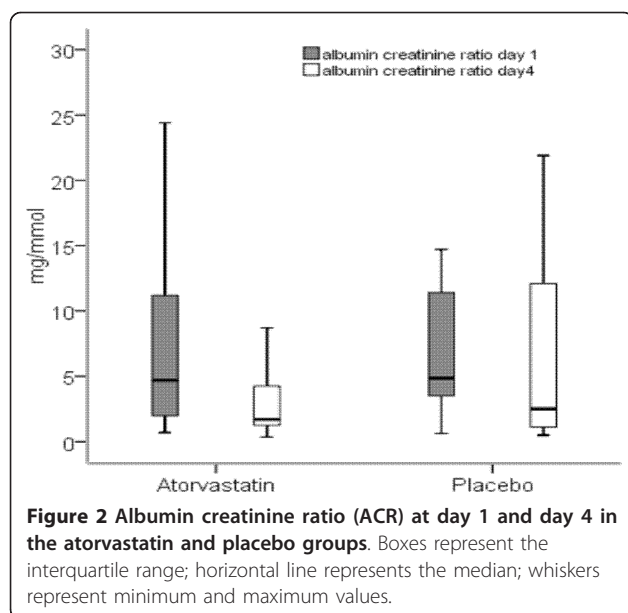 30
albumin creatinine ratio day 1
albumin creatinine ratio day4
25
20
mg/mmol
15
10
5
0
Atorvastatin Placebo
Figure 2 Albumin creatinine ratio (ACR) at day 1 and day 4 in
the atorvastatin and placebo groups. Boxes represent the
interquartile range; horizontal line represents the median; whiskers
represent minimum and maximum values.